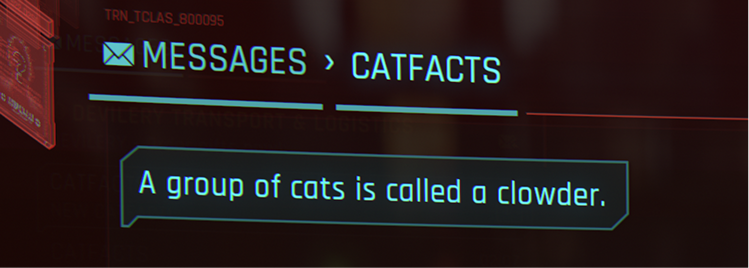 TRN_TCLAS_800095
MESSAGES › CATFACTS
A group of cats is called a clowder.